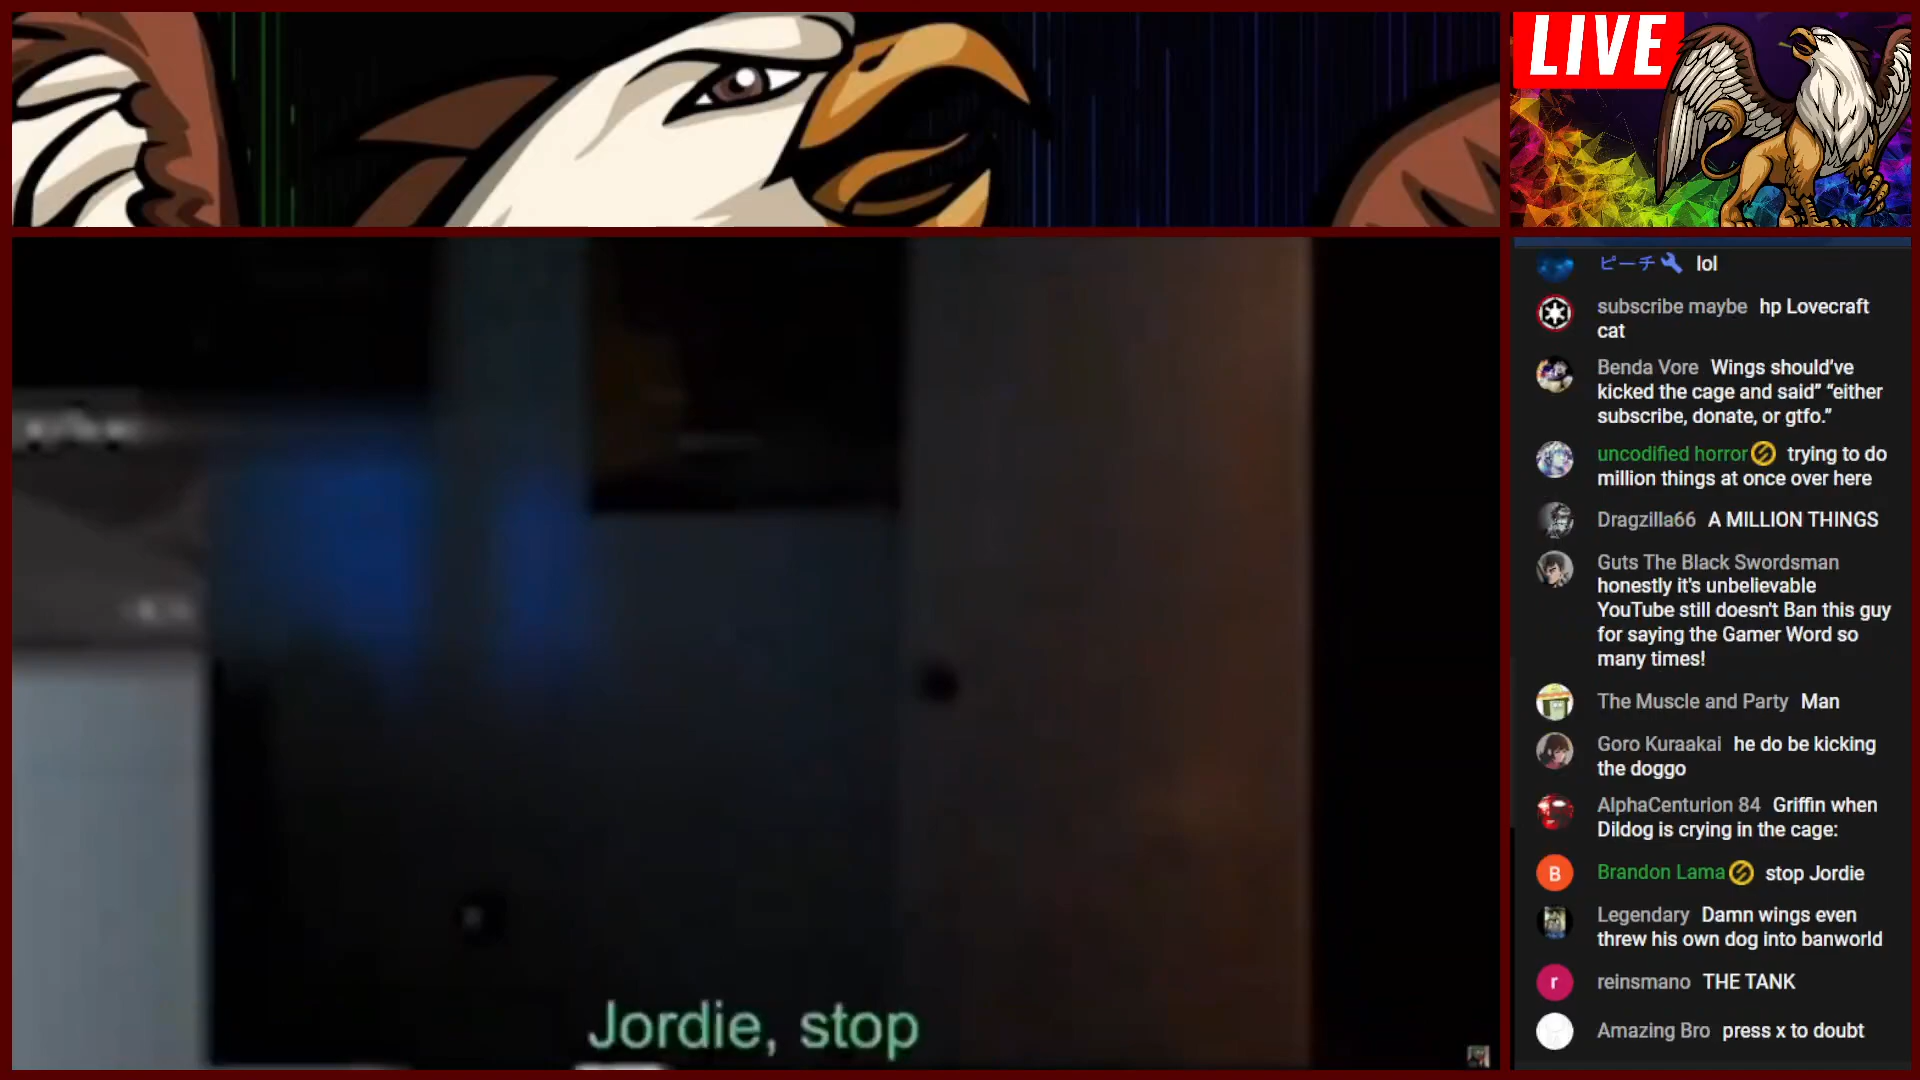 LIVE
ピーチ lol
subscribe maybe hp Lovecraft
cat
Benda Vore Wings should've
kicked the cage and said” “either
subscribe, donate, or gtfo.”
uncodified horror trying to do
million things at once over here
Dragzilla66 A MILLION THINGS
Guts The Black Swordsman
honestly it's unbelievable
YouTube still doesn't Ban this guy
for saying the Gamer Word so
many times!
The Muscle and Party Man
Goro Kuraakai he do be kicking
the doggo
AlphaCenturion 84 Griffin when
Dildog is crying in the cage:
B
Brandon Lama stop Jordie
Legendary Damn wings even
threw his own dog into banworld
r
reinsmano THE TANK
Amazing Bro press x to doubt
Jordie, stop